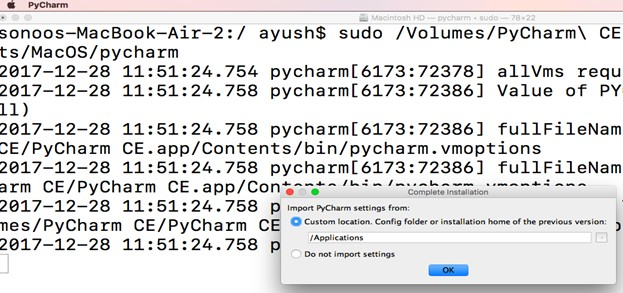 PyCharm
Macintosh HD — pycharm • sudo — 78×22
sonoos-MacBook-Air-2:/ ayush$ sudo /Volumes/PyCharm\ CE
ts/MacOS/pycharm
2017-12-28 11:51:24.754 pycharm[6173:72378] allVms requ
2017-12-28 11:51:24.758 pycharm[6173:72386] Value of PY
ll)
2017-12-28 11:51:24.758 pycharm[6173:72386] fullFileNam
CE/PyCharm CE.app/Contents/bin/pycharm.vmoptions
2017-12-28 11:51:24.758 pycharm[6173:72386] fullFileNam
arm CE/PyCharm CE.app/Contents/bin/pycharm.vmoptions
2017-12-28 11:51:24.758 p
mes/PyCharm CE/PyCharm CE
2017-12-28 11:51:24.758 p
Complete Installation
Import PyCharm settings from:
Custom location. Config folder or installation home of the previous version:
/Applications
Do not import settings
OK